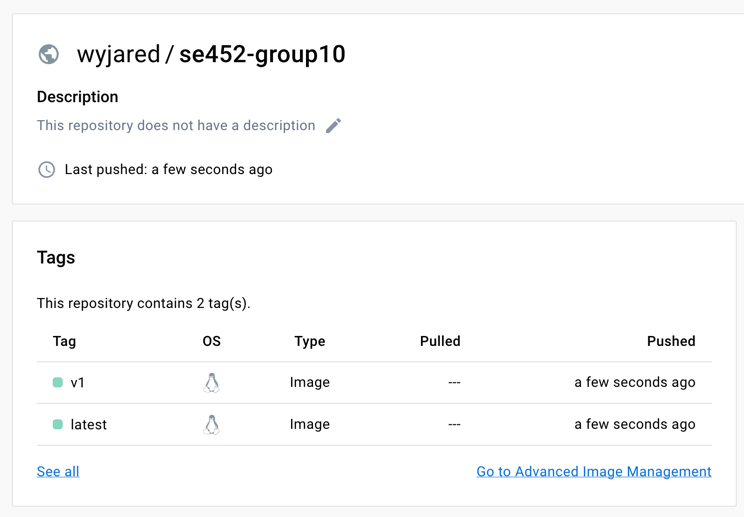 wyjared / se452-group10
Description
This repository does not have a description
Last pushed: a few seconds ago
Tags
This repository contains 2 tag(s).
Tag OS Type Pulled Pushed
v1 Image --- a few seconds ago
latest Image --- a few seconds ago
See all Go to Advanced Image Management